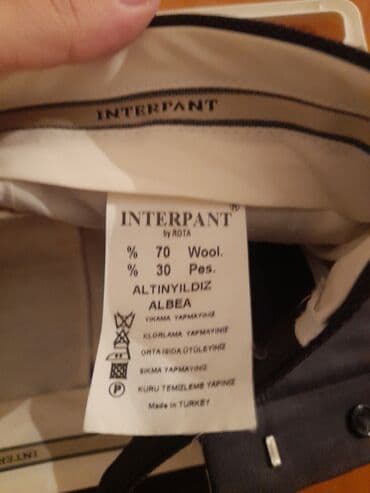 INTERPANT
INTERPANT ®
by ROTA
% 70 Wool.
% 30 Pes.
ALTINYILDIZ
ALBEA
YIKAMA YAPMAYINIZ
KLORLAMA YAPMAYINIZ
ORTA ISIDA ÜTÜLEYİNİZ
SIKMA YAPMAYINIZ
P KURU TEMİZLEME YAPINIZ
Made in TURKEY
INTER